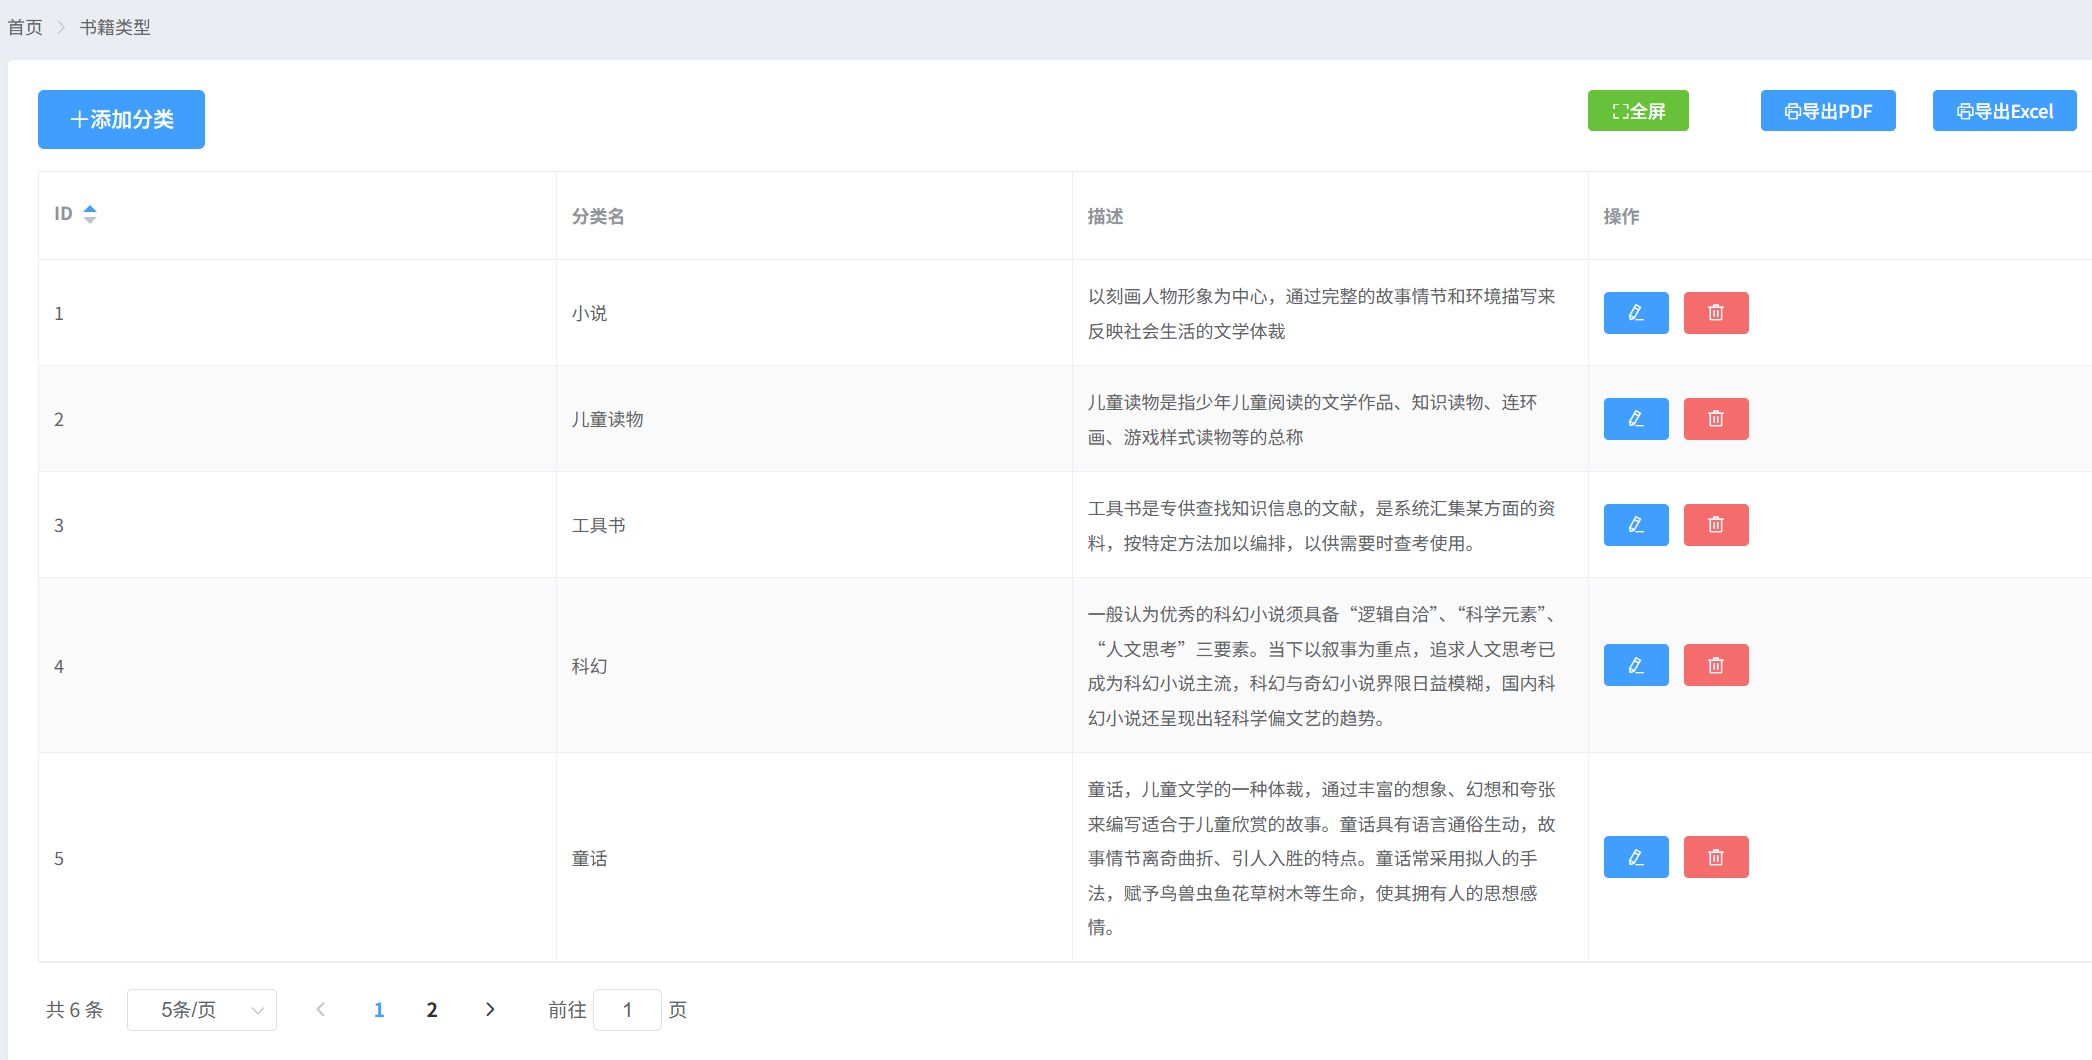 首页 > 书籍类型
+添加分类
全屏
导出PDF
导出Excel
ID
分类名
描述
操作
1
小说
以刻画人物形象为中心，通过完整的故事情节和环境描写来
反映社会生活的文学体裁
2
儿童读物
儿童读物是指少年儿童阅读的文学作品、知识读物、连环
画、游戏样式读物等的总称
3
工具书
工具书是专供查找知识信息的文献，是系统汇集某方面的资
料，按特定方法加以编排，以供需要时查考使用。
4
科幻
一般认为优秀的科幻小说须具备“逻辑自洽”、“科学元素”、
“人文思考”三要素。当下以叙事为重点，追求人文思考已
成为科幻小说主流，科幻与奇幻小说界限日益模糊，国内科
幻小说还呈现出轻科学偏文艺的趋势。
5
童话
童话，儿童文学的一种体裁，通过丰富的想象、幻想和夸张
来编写适合于儿童欣赏的故事。童话具有语言通俗生动，故
事情节离奇曲折、引人入胜的特点。童话常采用拟人的手
法，赋予鸟兽虫鱼花草树木等生命，使其拥有人的思想感
情。
共 6 条 5条/页 < 1 2 > 前往 1 页